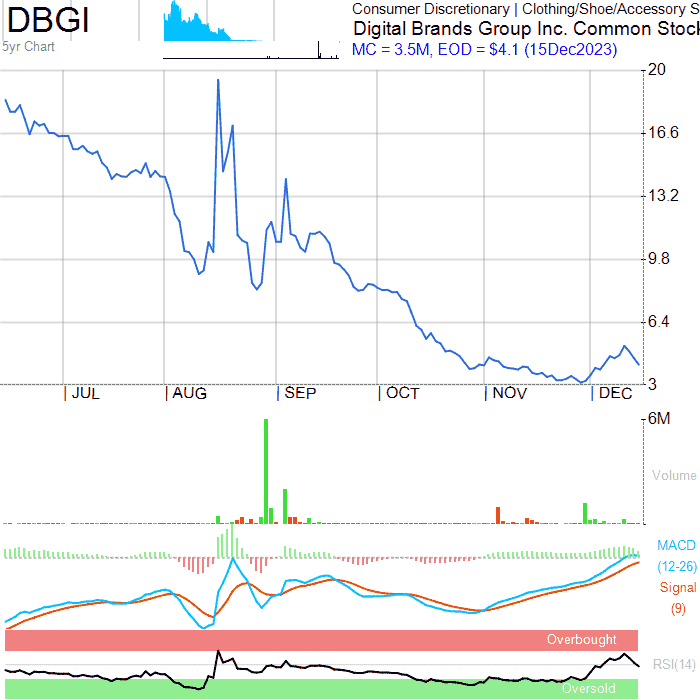 DBGI
5yr Chart
Consumer Discretionary | Clothing/Shoe/Accessory S
Digital Brands Group Inc. Common Stock
MC = 3.5M, EOD = $4.1 (15Dec2023)
20
16.6
13.2
9.8
6.4
3
JUL
AUG
SEP
OCT
NOV
DEC
6M
Volume
MACD
(12-26)
Signal
(9)
Overbought
RSI(14)
Oversold